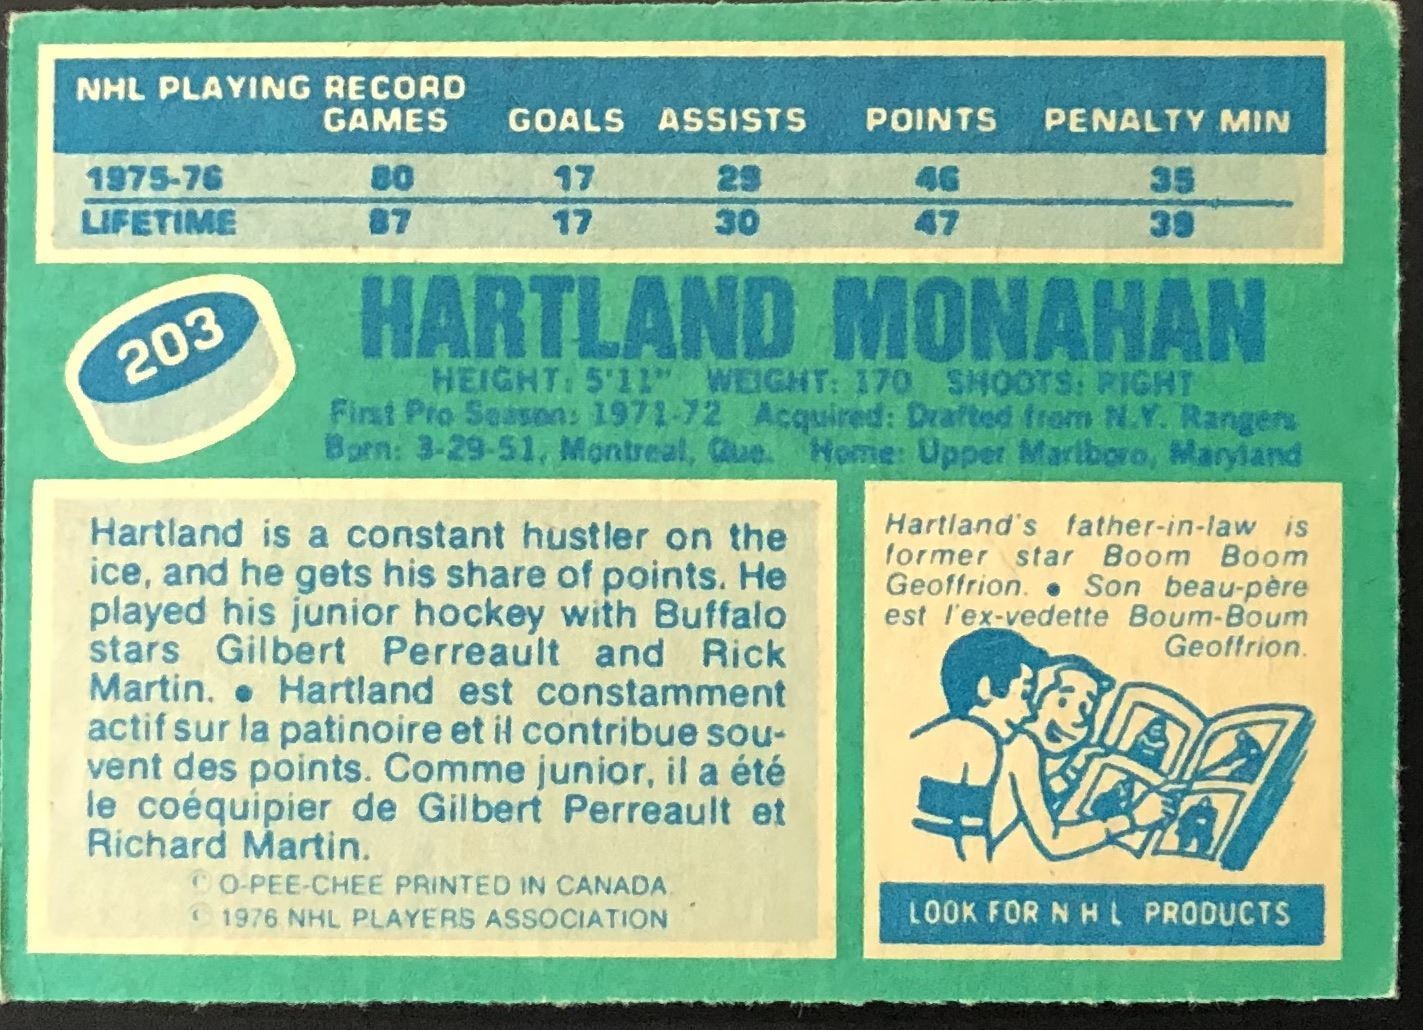 NHL PLAYING RECORD
GAMES GOALS ASSISTS POINTS PENALTY MIN
1975-76 80 17 29 46 35
LIFETIME 87 17 30 47 39
203
HARTLAND MONAHAN
HEIGHT: 5'11" WEIGHT: 170 SHOOTS: RIGHT
First Pro Season: 1971-72 Acquired: Drafted from N.Y. Rangers
Born: 3-29-51, Montreal, Que. Home: Upper Marlboro, Maryland
Hartland is a constant hustler on the
ice, and he gets his share of points. He
played his junior hockey with Buffalo
stars Gilbert Perreault and Rick
Martin. • Hartland est constamment
actif sur la patinoire et il contribue sou-
vent des points. Comme junior, il a été
le coéquipier de Gilbert Perreault et
Richard Martin.
© O-PEE-CHEE PRINTED IN CANADA
© 1976 NHL PLAYERS ASSOCIATION
Hartland's father-in-law is
former star Boom Boom
Geoffrion. • Son beau-père
est l'ex-vedette Boum-Boum
Geoffrion.
LOOK FOR N H L PRODUCTS